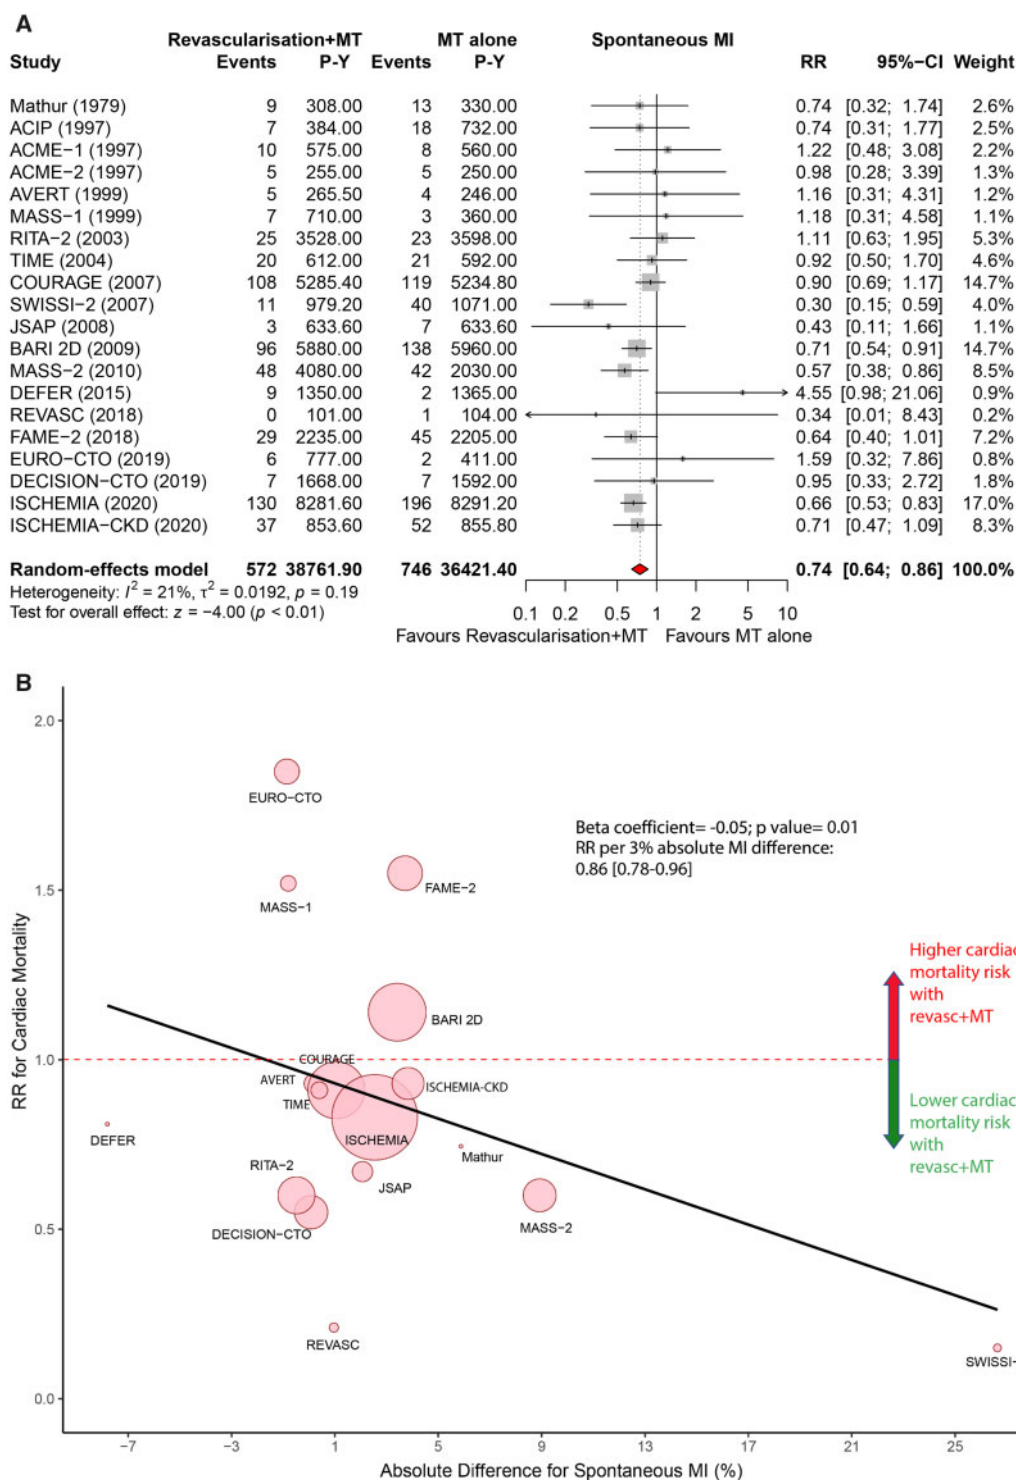 A
Revascularisation+MT MT alone Spontaneous MI
Study Events P-Y Events P-Y RR 95%-CI Weight
Mathur (1979) 9 308.00 13 330.00 0.74 [0.32; 1.74] 2.6%
ACIP (1997) 7 384.00 18 732.00 0.74 [0.31; 1.77] 2.5%
ACME-1 (1997) 10 575.00 8 560.00 1.22 [0.48; 3.08] 2.2%
ACME-2 (1997) 5 255.00 5 250.00 0.98 [0.28; 3.39] 1.3%
AVERT (1999) 5 265.50 4 246.00 1.16 [0.31; 4.31] 1.2%
MASS-1 (1999) 7 710.00 3 360.00 1.18 [0.31; 4.58] 1.1%
RITA-2 (2003) 25 3528.00 23 3598.00 1.11 [0.63; 1.95] 5.3%
TIME (2004) 20 612.00 21 592.00 0.92 [0.50; 1.70] 4.6%
COURAGE (2007) 108 5285.40 119 5234.80 0.90 [0.69; 1.17] 14.7%
SWISSI-2 (2007) 11 979.20 40 1071.00 0.30 [0.15; 0.59] 4.0%
JSAP (2008) 3 633.60 7 633.60 0.43 [0.11; 1.66] 1.1%
BARI 2D (2009) 96 5880.00 138 5960.00 0.71 [0.54; 0.91] 14.7%
MASS-2 (2010) 48 4080.00 42 2030.00 0.57 [0.38; 0.86] 8.5%
DEFER (2015) 9 1350.00 2 1365.00 4.55 [0.98; 21.06] 0.9%
REVASC (2018) 0 101.00 1 104.00 0.34 [0.01; 8.43] 0.2%
FAME-2 (2018) 29 2235.00 45 2205.00 0.64 [0.40; 1.01] 7.2%
EURO-CTO (2019) 6 777.00 2 411.00 1.59 [0.32; 7.86] 0.8%
DECISION-CTO (2019) 7 1668.00 7 1592.00 0.95 [0.33; 2.72] 1.8%
ISCHEMIA (2020) 130 8281.60 196 8291.20 0.66 [0.53; 0.83] 17.0%
ISCHEMIA-CKD (2020) 37 853.60 52 855.80 0.71 [0.47; 1.09] 8.3%
Random-effects model 572 38761.90 746 36421.40 0.74 [0.64; 0.86] 100.0%
Heterogeneity: I² = 21%, τ² = 0.0192, p = 0.19
Test for overall effect: z = −4.00 (p < 0.01)
0.1 0.2 0.5 1 2 5 10
Favours Revascularisation+MT Favours MT alone
B
RR for Cardiac Mortality
2.0
1.5
1.0
0.5
0.0
EURO-CTO
Beta coefficient= -0.05; p value= 0.01
RR per 3% absolute MI difference:
0.86 [0.78-0.96]
FAME-2
MASS-1
Higher cardiac
mortality risk
with
revasc+MT
BARI 2D
COURAGE
AVERT
ISCHEMIA-CKD
TIME
Lower cardiac
mortality risk
with
revasc+MT
DEFER
ISCHEMIA
Mathur
RITA-2
JSAP
DECISION-CTO
MASS-2
REVASC
SWISSI-
-7 -3 1 5 9 13 17 21 25
Absolute Difference for Spontaneous MI (%)